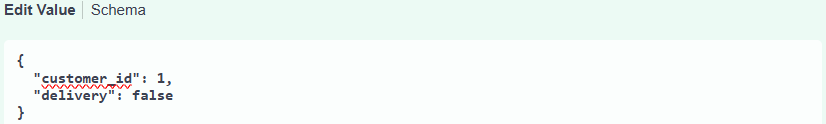 Edit Value Schema
{
  "customer_id": 1,
  "delivery": false
}